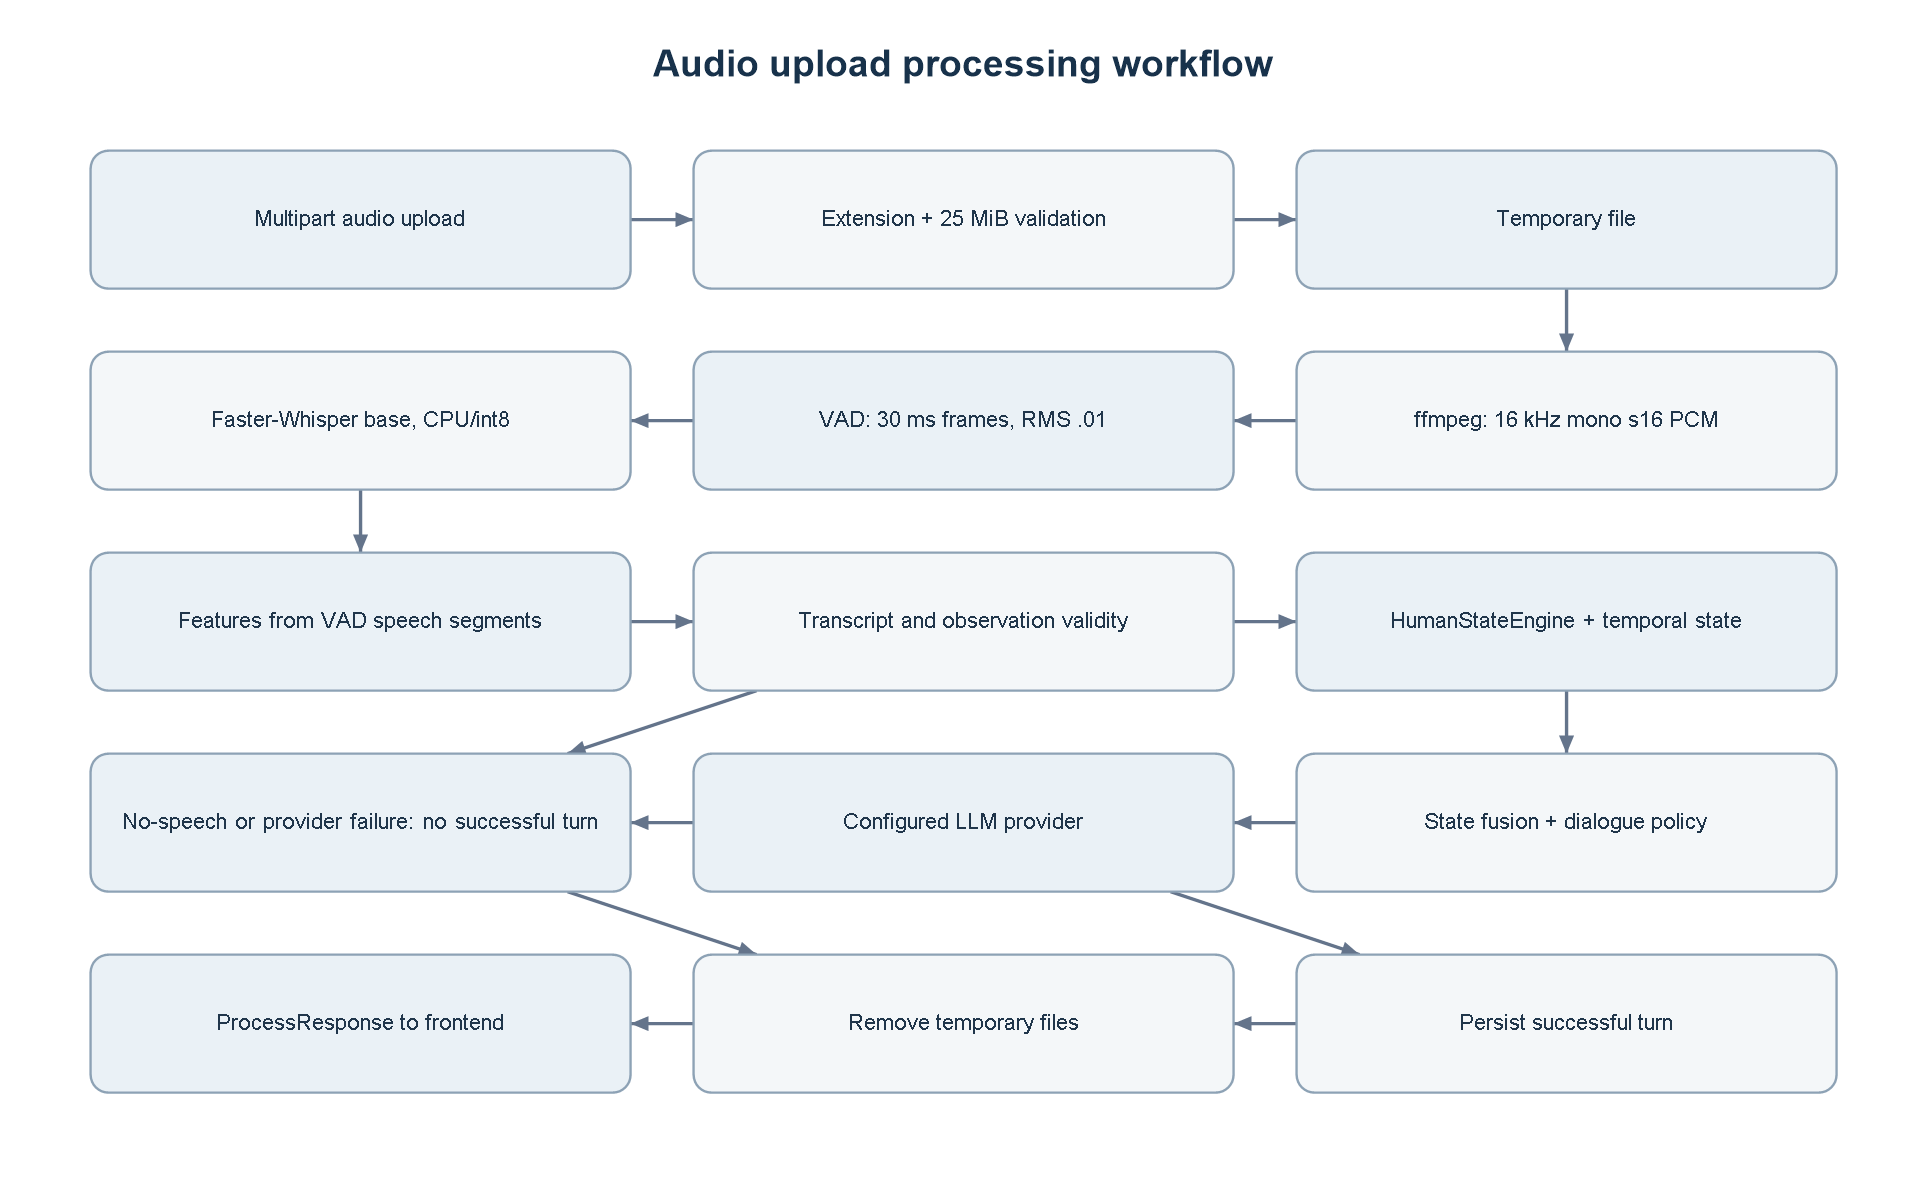 Audio upload processing workflow
Multipart audio upload
Extension + 25 MiB validation
Temporary file
Faster-Whisper base, CPU/int8
VAD: 30 ms frames, RMS .01
ffmpeg: 16 kHz mono s16 PCM
Features from VAD speech segments
Transcript and observation validity
HumanStateEngine + temporal state
No-speech or provider failure: no successful turn
Configured LLM provider
State fusion + dialogue policy
ProcessResponse to frontend
Remove temporary files
Persist successful turn